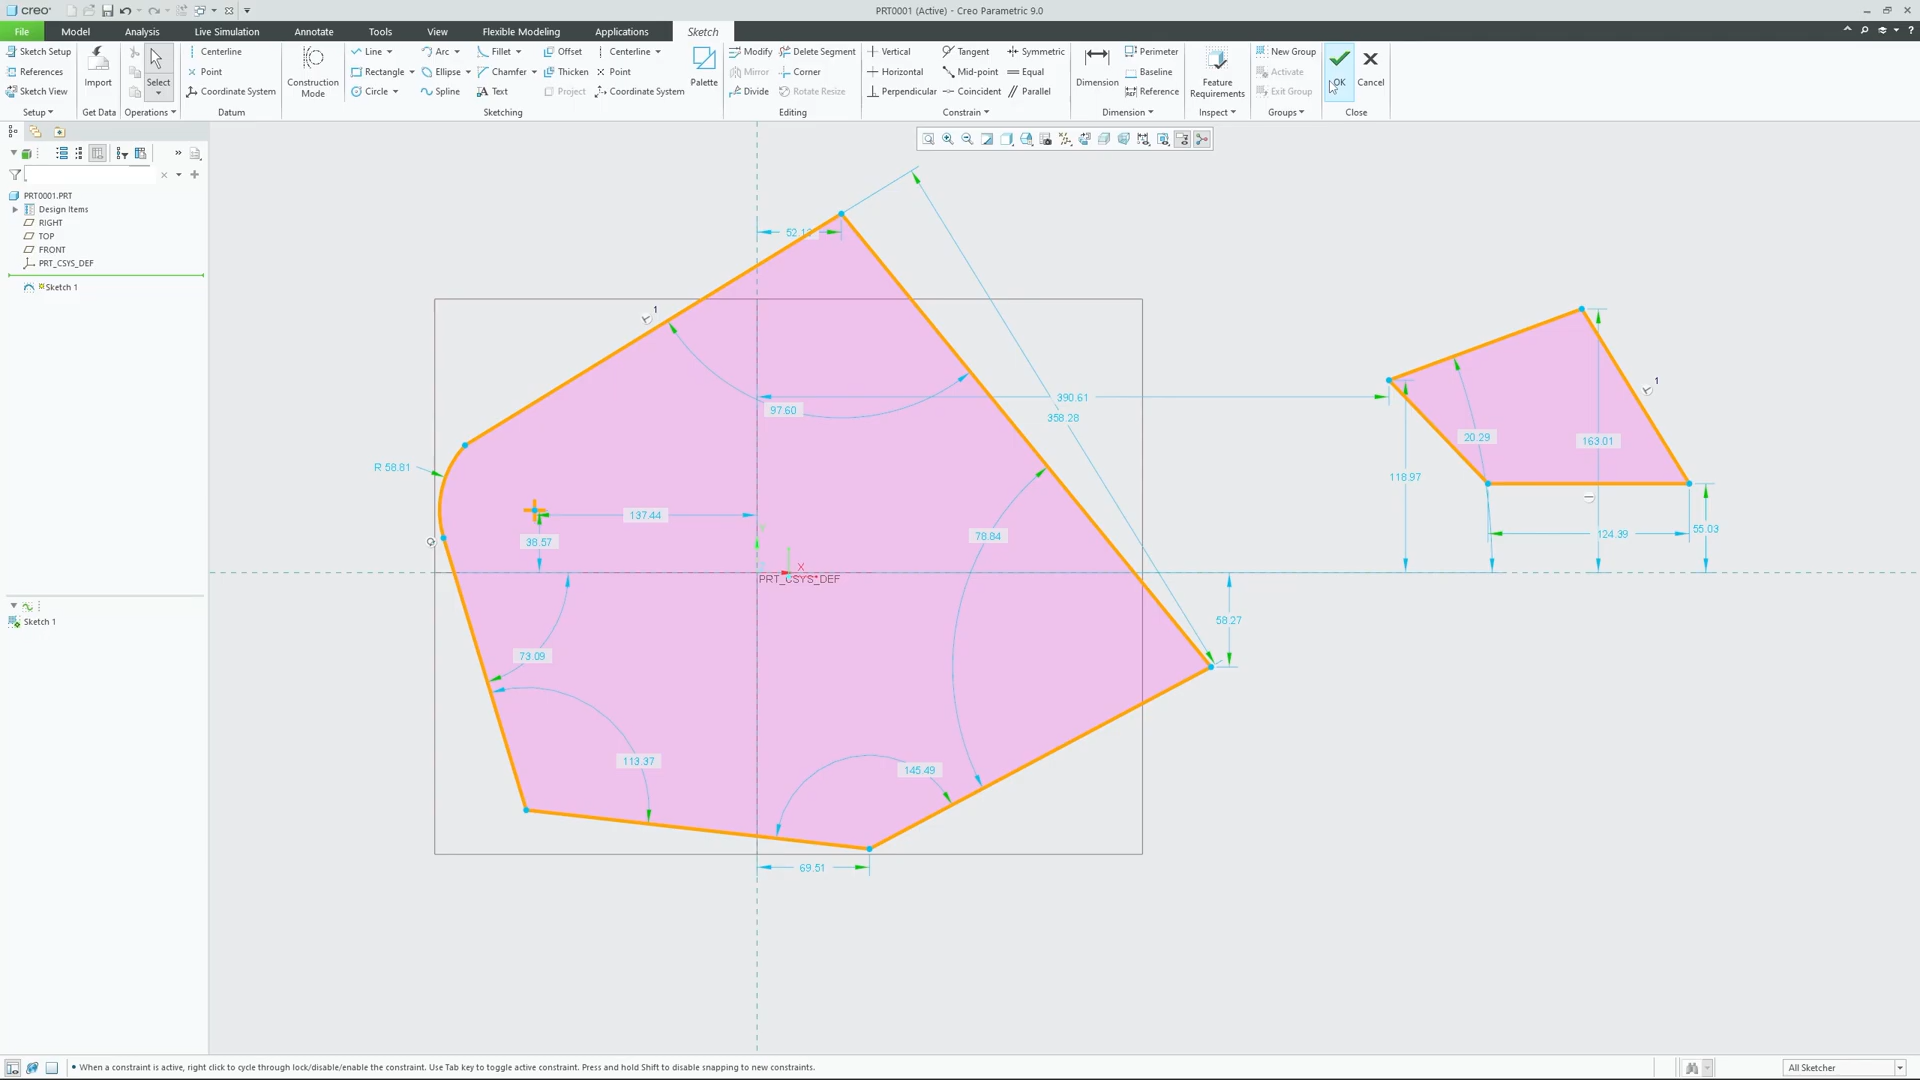 creo
PRT0001 (Active) - Creo Parametric 9.0
File Model Analysis Live Simulation Annotate Tools View Flexible Modeling Applications Sketch
Sketch Setup
References
Sketch View
Setup
Import
Get Data
Select
Operations
Centerline
Point
Coordinate System
Datum
Construction Mode
Line Arc Fillet Offset Centerline
Rectangle Ellipse Chamfer Thicken Point
Circle Spline Text Project Coordinate System
Sketching
Palette
Modify Delete Segment
Mirror Corner
Divide Rotate Resize
Editing
Vertical Tangent Symmetric
Horizontal Mid-point Equal
Perpendicular Coincident Parallel
Constrain
Dimension
Perimeter
Baseline
Reference
Dimension
Feature Requirements
Inspect
New Group
Activate
Exit Group
Groups
OK
Cancel
Close
PRT0001.PRT
Design Items
RIGHT
TOP
FRONT
PRT_CSYS_DEF
Sketch 1
Sketch 1
1
97.60
390.61
358.28
1
20.29
163.01
118.97
R 58.81
137.44
38.57
78.84
124.39
55.03
X
PRT_CSYS_DEF
58.27
73.09
113.37
145.49
69.51
When a constraint is active, right click to cycle through lock/disable/enable the constraint. Use Tab key to toggle active constraint. Press and hold Shift to disable snapping to new constraints.
All Sketcher